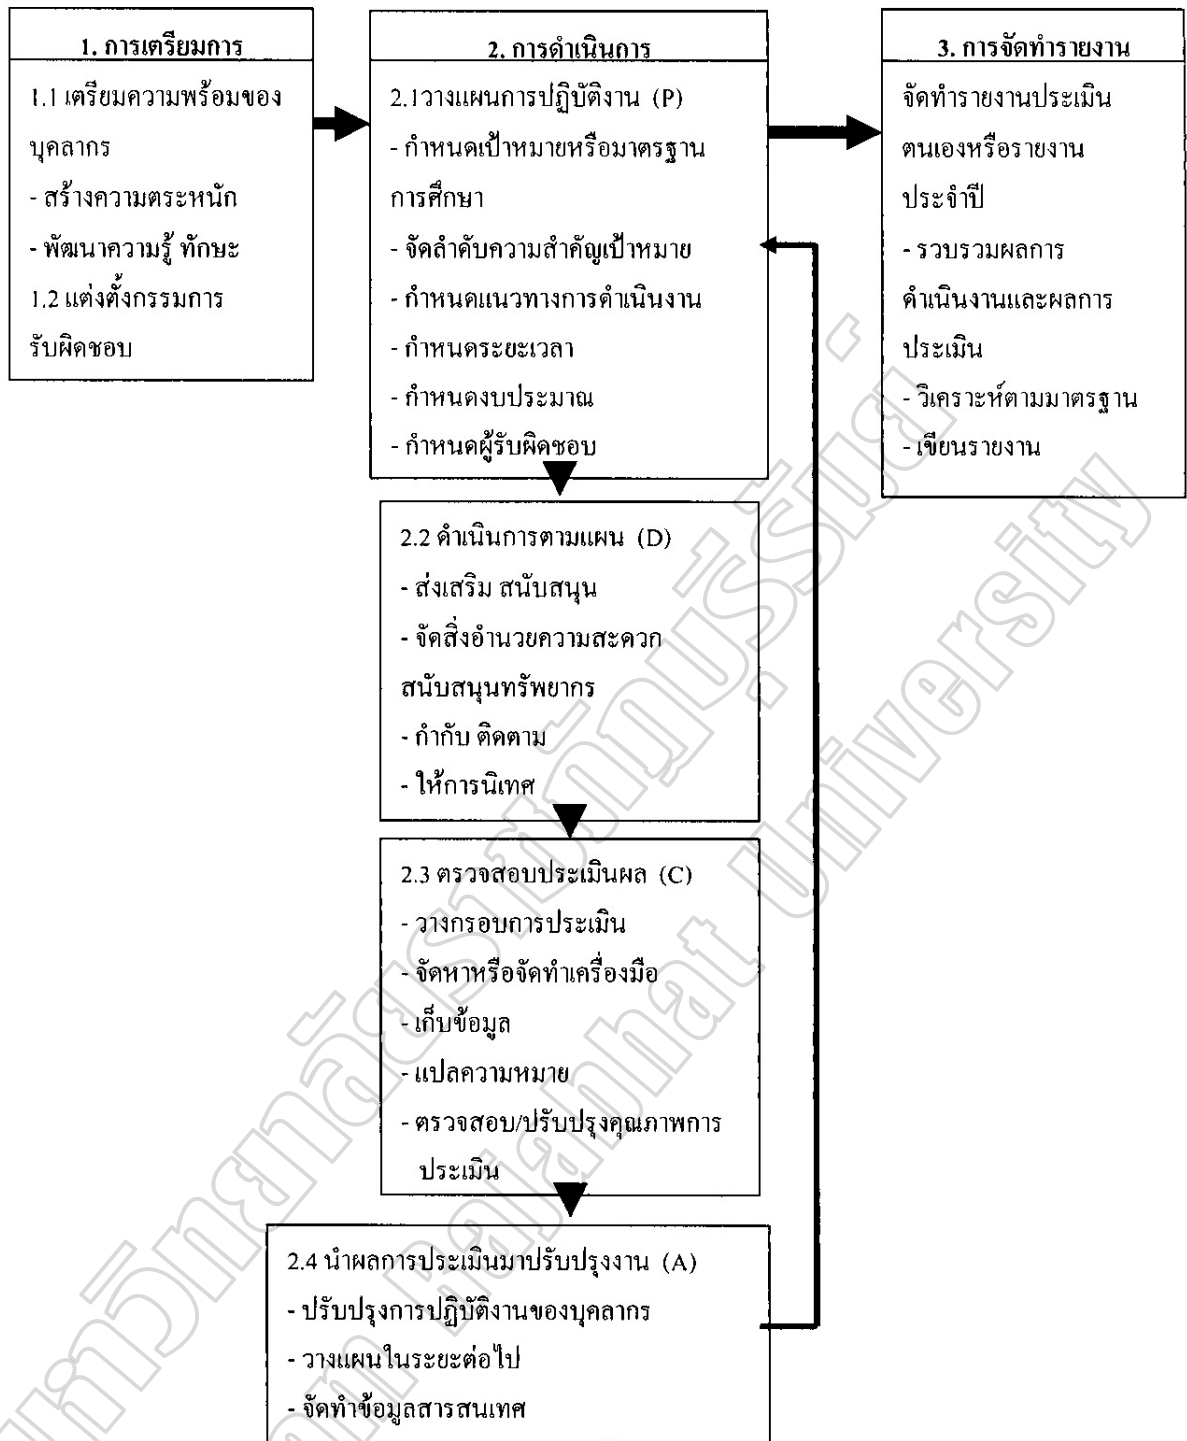 1. การเตรียมการ
1.1 เตรียมความพร้อมของ
บุคลากร
- สร้างความตระหนัก
- พัฒนาความรู้ ทักษะ
1.2 แต่งตั้งกรรมการ
รับผิดชอบ
2. การดำเนินการ
2.1วางแผนการปฏิบัติงาน (P)
- กำหนดเป้าหมายหรือมาตรฐาน
การศึกษา
- จัดลำดับความสำคัญเป้าหมาย
- กำหนดแนวทางการดำเนินงาน
- กำหนดระยะเวลา
- กำหนดงบประมาณ
- กำหนดผู้รับผิดชอบ
3. การจัดทำรายงาน
จัดทำรายงานประเมิน
ตนเองหรือรายงาน
ประจำปี
- รวบรวมผลการ
ดำเนินงานและผลการ
ประเมิน
- วิเคราะห์ตามมาตรฐาน
- เขียนรายงาน
2.2 ดำเนินการตามแผน (D)
- ส่งเสริม สนับสนุน
- จัดสิ่งอำนวยความสะดวก
สนับสนุนทรัพยากร
- กำกับ ติดตาม
- ให้การนิเทศ
2.3 ตรวจสอบประเมินผล (C)
- วางกรอบการประเมิน
- จัดหาหรือจัดทำเครื่องมือ
- เก็บข้อมูล
- แปลความหมาย
- ตรวจสอบ/ปรับปรุงคุณภาพการ
ประเมิน
2.4 นำผลการประเมินมาปรับปรุงงาน (A)
- ปรับปรุงการปฏิบัติงานของบุคลากร
- วางแผนในระยะต่อไป
- จัดทำข้อมูลสารสนเทศ
Rajabhat University